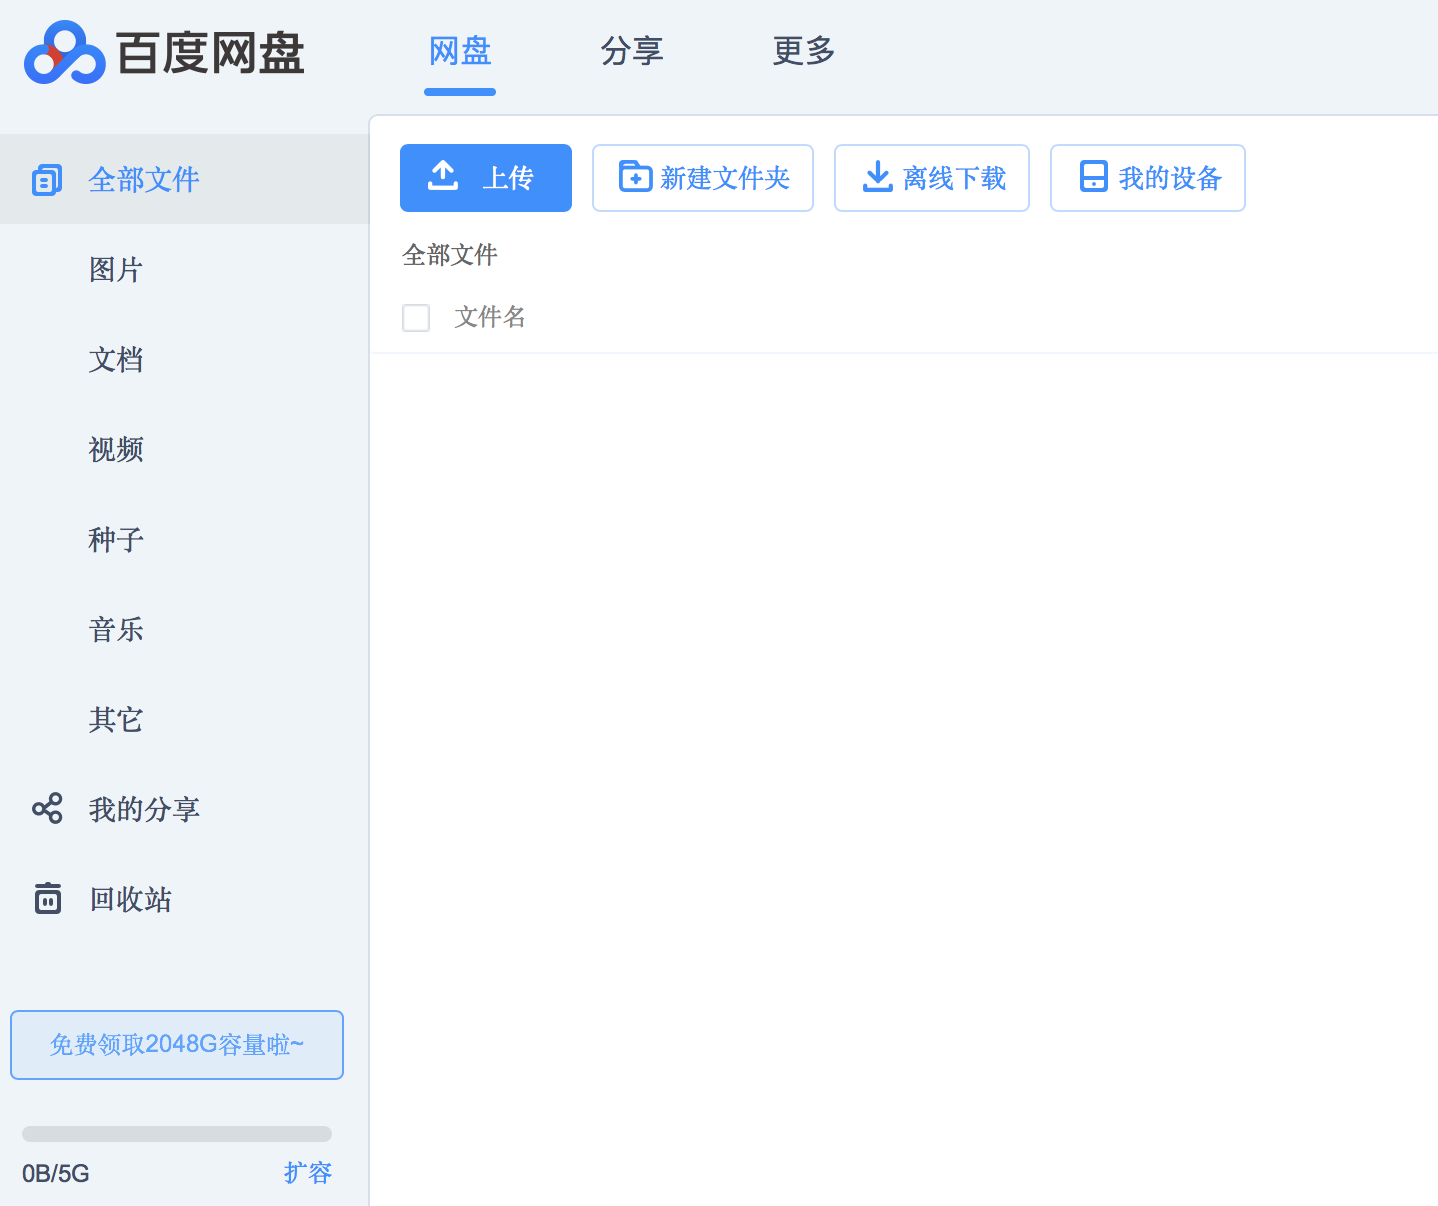 百度网盘
网盘
分享
更多
全部文件
图片
文档
视频
种子
音乐
其它
我的分享
回收站
免费领取2048G容量啦~
0B/5G
扩容
上传
新建文件夹
离线下载
我的设备
全部文件
文件名